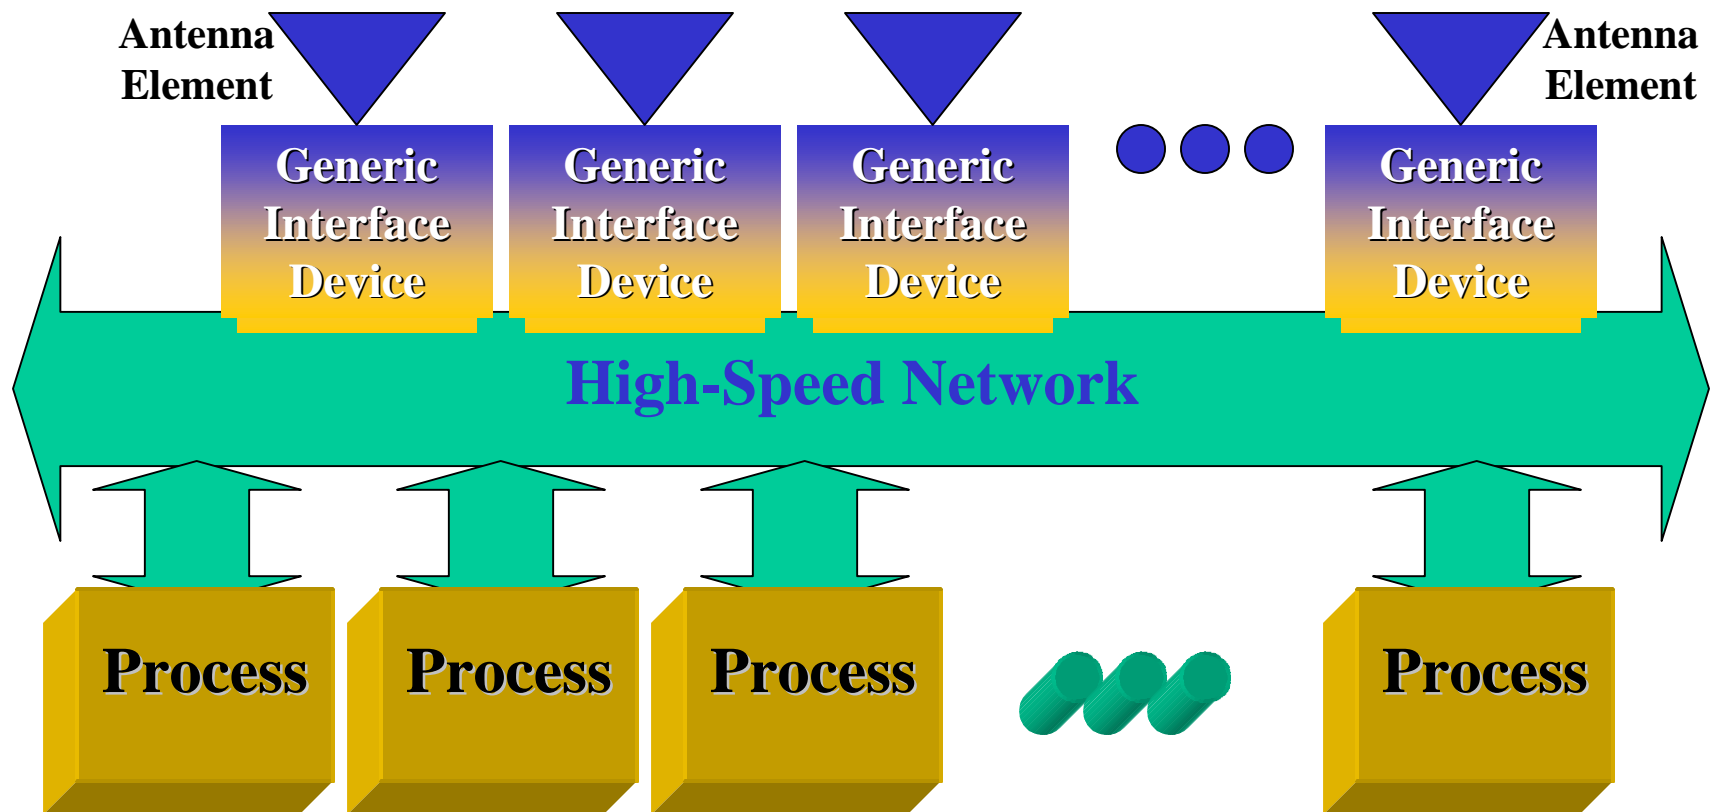 Antenna
Element
Antenna
Element
Generic
Interface
Device
Generic
Interface
Device
Generic
Interface
Device
Generic
Interface
Device
High-Speed Network
Process
Process
Process
Process